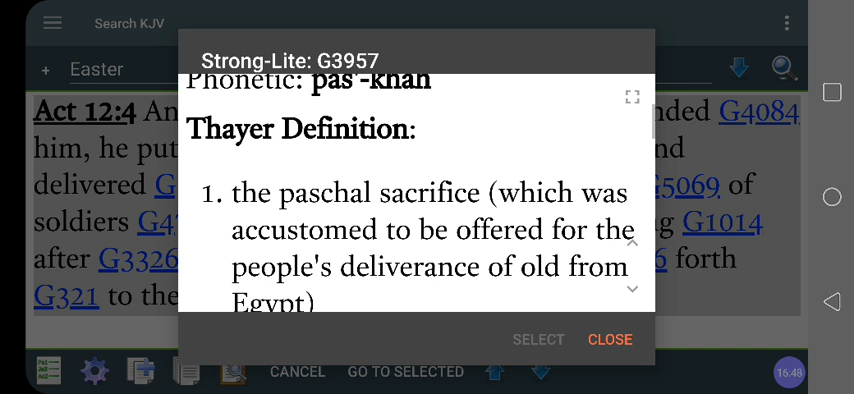 Search KJV
+ Easter
Strong-Lite: G3957
Phonetic: pas'-khah
Thayer Definition:
1. the paschal sacrifice (which was
accustomed to be offered for the
people's deliverance of old from
Egypt)
Act 12:4 An
nded G4084
him, he put
nd
delivered G
5069 of
soldiers G4
g G1014
after G3326
6 forth
G321 to the
SELECT CLOSE
CANCEL GO TO SELECTED
16:48